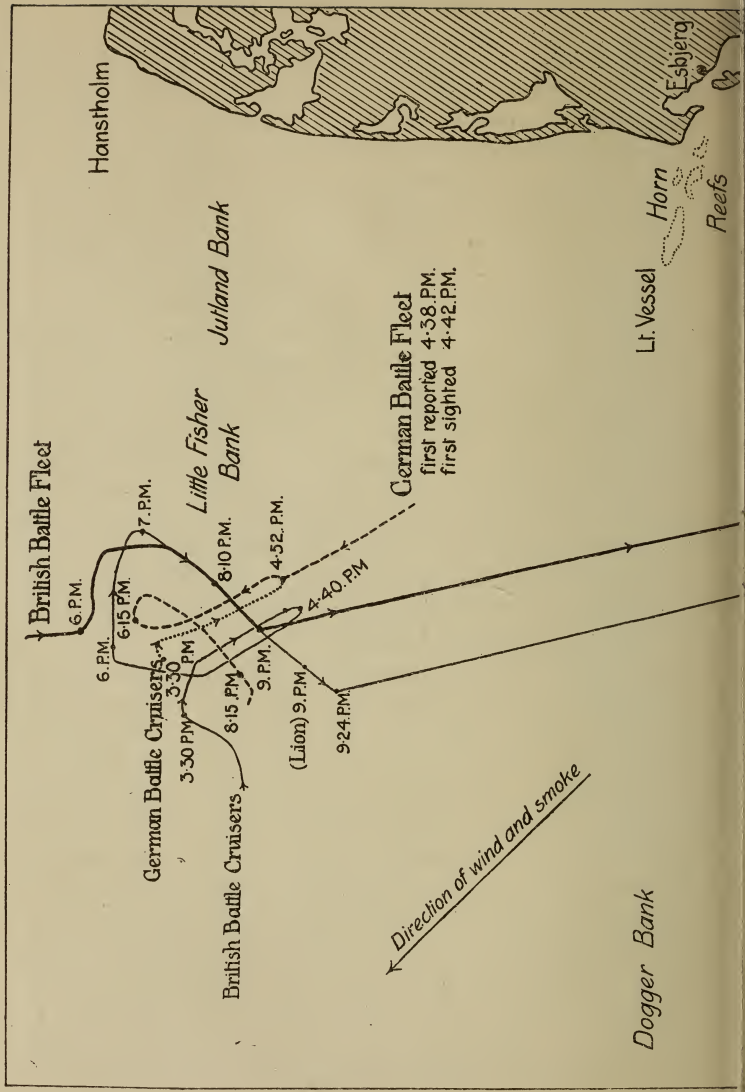 Hanstholm
British Battle Fleet
6.P.M.
7.P.M.
6.P.M.
6·15 P.M.
Little Fisher
Bank
Jutland Bank
German Battle Cruisers
3·30
P.M
3·30 P.M.
8·10 P.M.
4·52. P.M.
4·40. P.M
German Battle Fleet
first reported 4·38. P.M.
first sighted 4·42. P.M.
8·15. P.M
9. P.M.
(Lion) 9. P.M
9·24. P.M.
British Battle Cruisers
Esbjerg
Horn
Reefs
Lt. Vessel
Direction of wind and smoke
Dogger Bank